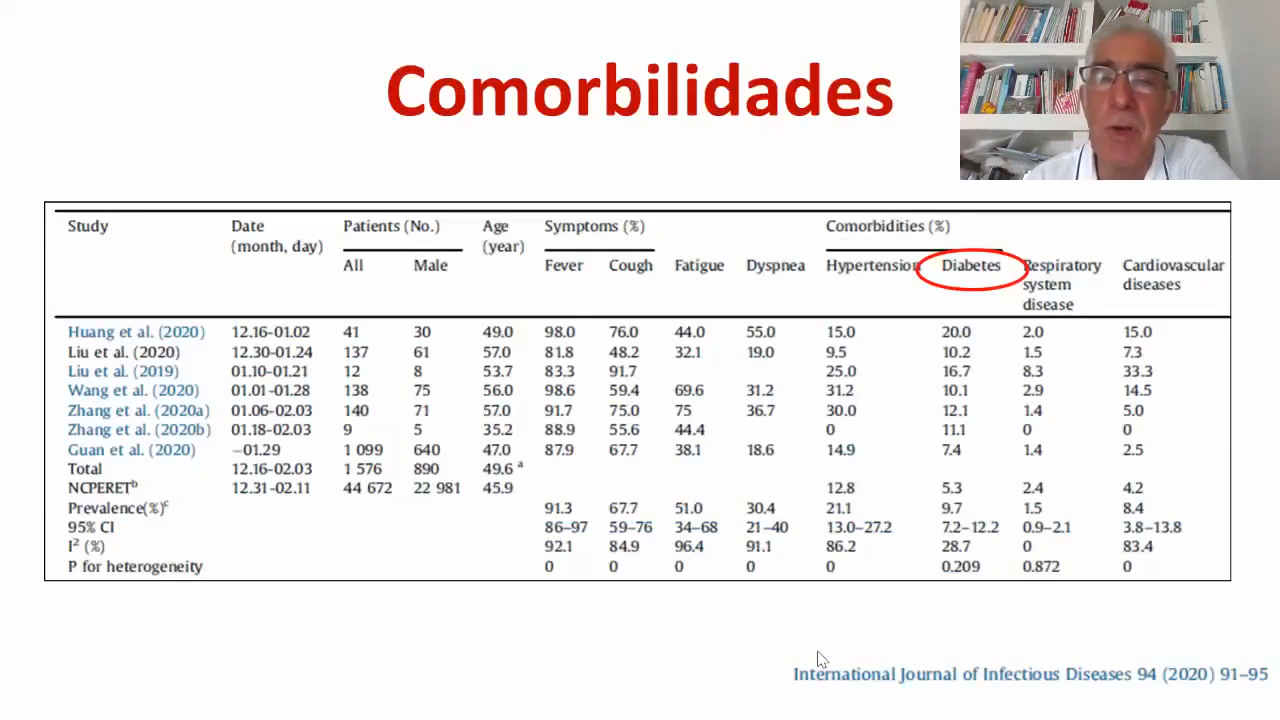 Comorbilidades
Study Date Patients (No.) Age Symptoms (%) Comorbidities (%)
(month, day) (year)
All Male Fever Cough Fatigue Dyspnea Hypertension Diabetes Respiratory Cardiovascular
system diseases
disease
Huang et al. (2020) 12.16-01.02 41 30 49.0 98.0 76.0 44.0 55.0 15.0 20.0 2.0 15.0
Liu et al. (2020) 12.30-01.24 137 61 57.0 81.8 48.2 32.1 19.0 9.5 10.2 1.5 7.3
Liu et al. (2019) 01.10-01.21 12 8 53.7 83.3 91.7 25.0 16.7 8.3 33.3
Wang et al. (2020) 01.01-01.28 138 75 56.0 98.6 59.4 69.6 31.2 31.2 10.1 2.9 14.5
Zhang et al. (2020a) 01.06-02.03 140 71 57.0 91.7 75.0 75 36.7 30.0 12.1 1.4 5.0
Zhang et al. (2020b) 01.18-02.03 9 5 35.2 88.9 55.6 44.4 0 11.1 0 0
Guan et al. (2020) −01.29 1 099 640 47.0 87.9 67.7 38.1 18.6 14.9 7.4 1.4 2.5
Total 12.16-02.03 1 576 890 49.6 a
NCPERETb 12.31-02.11 44 672 22 981 45.9 12.8 5.3 2.4 4.2
Prevalence(%)c 91.3 67.7 51.0 30.4 21.1 9.7 1.5 8.4
95% CI 86–97 59–76 34–68 21–40 13.0–27.2 7.2–12.2 0.9–2.1 3.8–13.8
I2 (%) 92.1 84.9 96.4 91.1 86.2 28.7 0 83.4
P for heterogeneity 0 0 0 0 0 0.209 0.872 0
International Journal of Infectious Diseases 94 (2020) 91–95